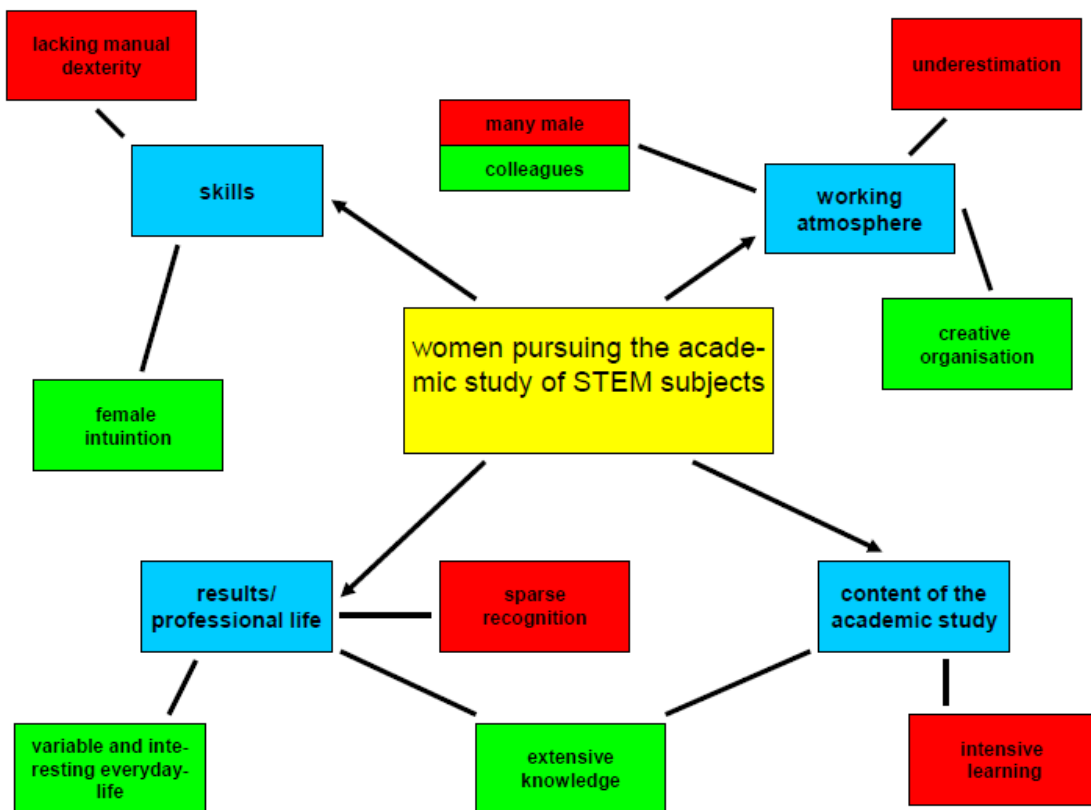 lacking manual
dexterity
underestimation
many male
colleagues
skills
working
atmosphere
creative
organisation
women pursuing the acade-
mic study of STEM subjects
female
intuintion
results/
professional life
sparse
recognition
content of the
academic study
variable and inte-
resting everyday-
life
extensive
knowledge
intensive
learning